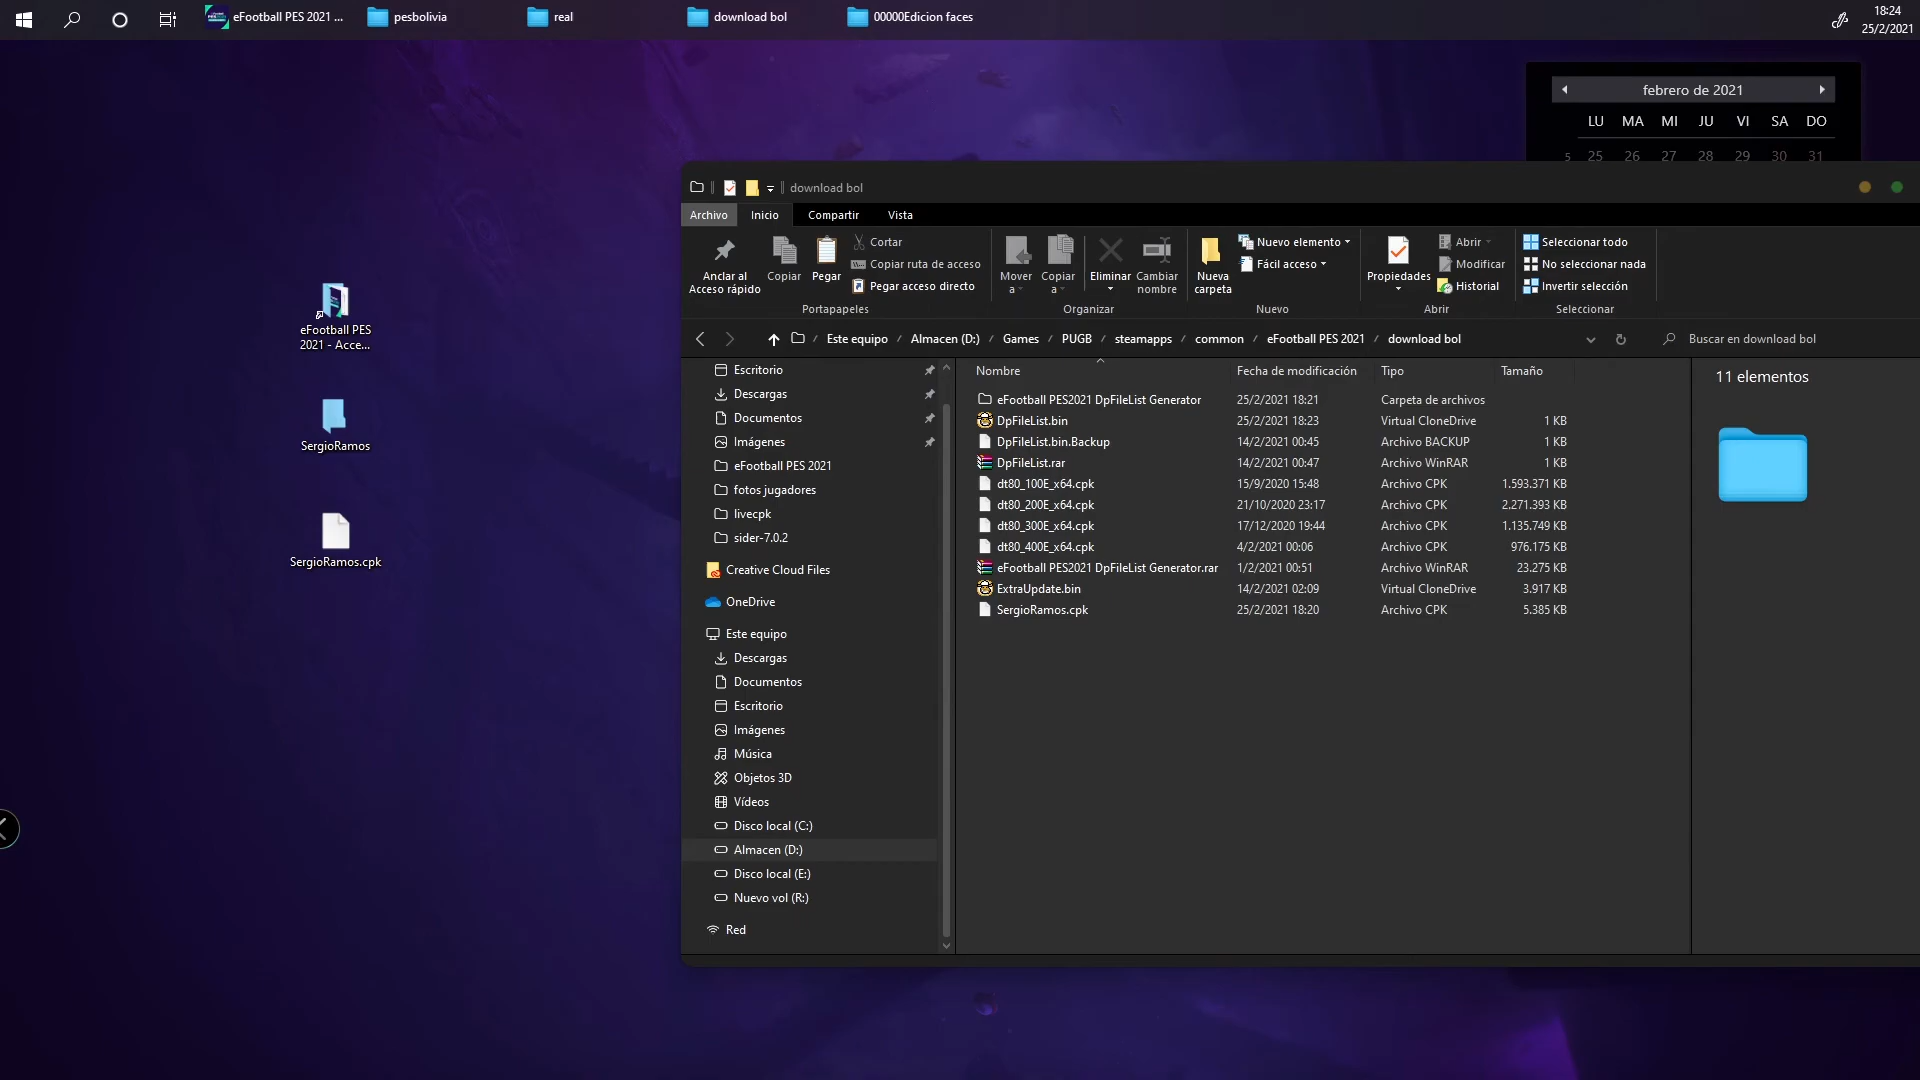 eFootball PES 2021 ...
pesbolivia
real
download bol
00000Edicion faces
18:24
25/2/2021
febrero de 2021
LU MA MI JU VI SA DO
5 25 26 27 28 29 30 31
eFootball PES
2021 - Acce...
SergioRamos
SergioRamos.cpk
download bol
Archivo Inicio Compartir Vista
Anclar al
Acceso rápido
Copiar
Pegar
Cortar
Copiar ruta de acceso
Pegar acceso directo
Portapapeles
Mover
a
Copiar
a
Eliminar
Cambiar
nombre
Organizar
Nueva
carpeta
Nuevo elemento
Fácil acceso
Nuevo
Propiedades
Abrir
Modificar
Historial
Abrir
Seleccionar todo
No seleccionar nada
Invertir selección
Seleccionar
/ Este equipo / Almacen (D:) / Games / PUGB / steamapps / common / eFootball PES 2021 / download bol
Buscar en download bol
Escritorio
Descargas
Documentos
Imágenes
eFootball PES 2021
fotos jugadores
livecpk
sider-7.0.2
Creative Cloud Files
OneDrive
Este equipo
Descargas
Documentos
Escritorio
Imágenes
Música
Objetos 3D
Vídeos
Disco local (C:)
Almacen (D:)
Disco local (E:)
Nuevo vol (R:)
Red
Nombre Fecha de modificación Tipo Tamaño
eFootball PES2021 DpFileList Generator 25/2/2021 18:21 Carpeta de archivos
DpFileList.bin 25/2/2021 18:23 Virtual CloneDrive 1 KB
DpFileList.bin.Backup 14/2/2021 00:45 Archivo BACKUP 1 KB
DpFileList.rar 14/2/2021 00:47 Archivo WinRAR 1 KB
dt80_100E_x64.cpk 15/9/2020 15:48 Archivo CPK 1.593.371 KB
dt80_200E_x64.cpk 21/10/2020 23:17 Archivo CPK 2.271.393 KB
dt80_300E_x64.cpk 17/12/2020 19:44 Archivo CPK 1.135.749 KB
dt80_400E_x64.cpk 4/2/2021 00:06 Archivo CPK 976.175 KB
eFootball PES2021 DpFileList Generator.rar 1/2/2021 00:51 Archivo WinRAR 23.275 KB
ExtraUpdate.bin 14/2/2021 02:09 Virtual CloneDrive 3.917 KB
SergioRamos.cpk 25/2/2021 18:20 Archivo CPK 5.385 KB
11 elementos